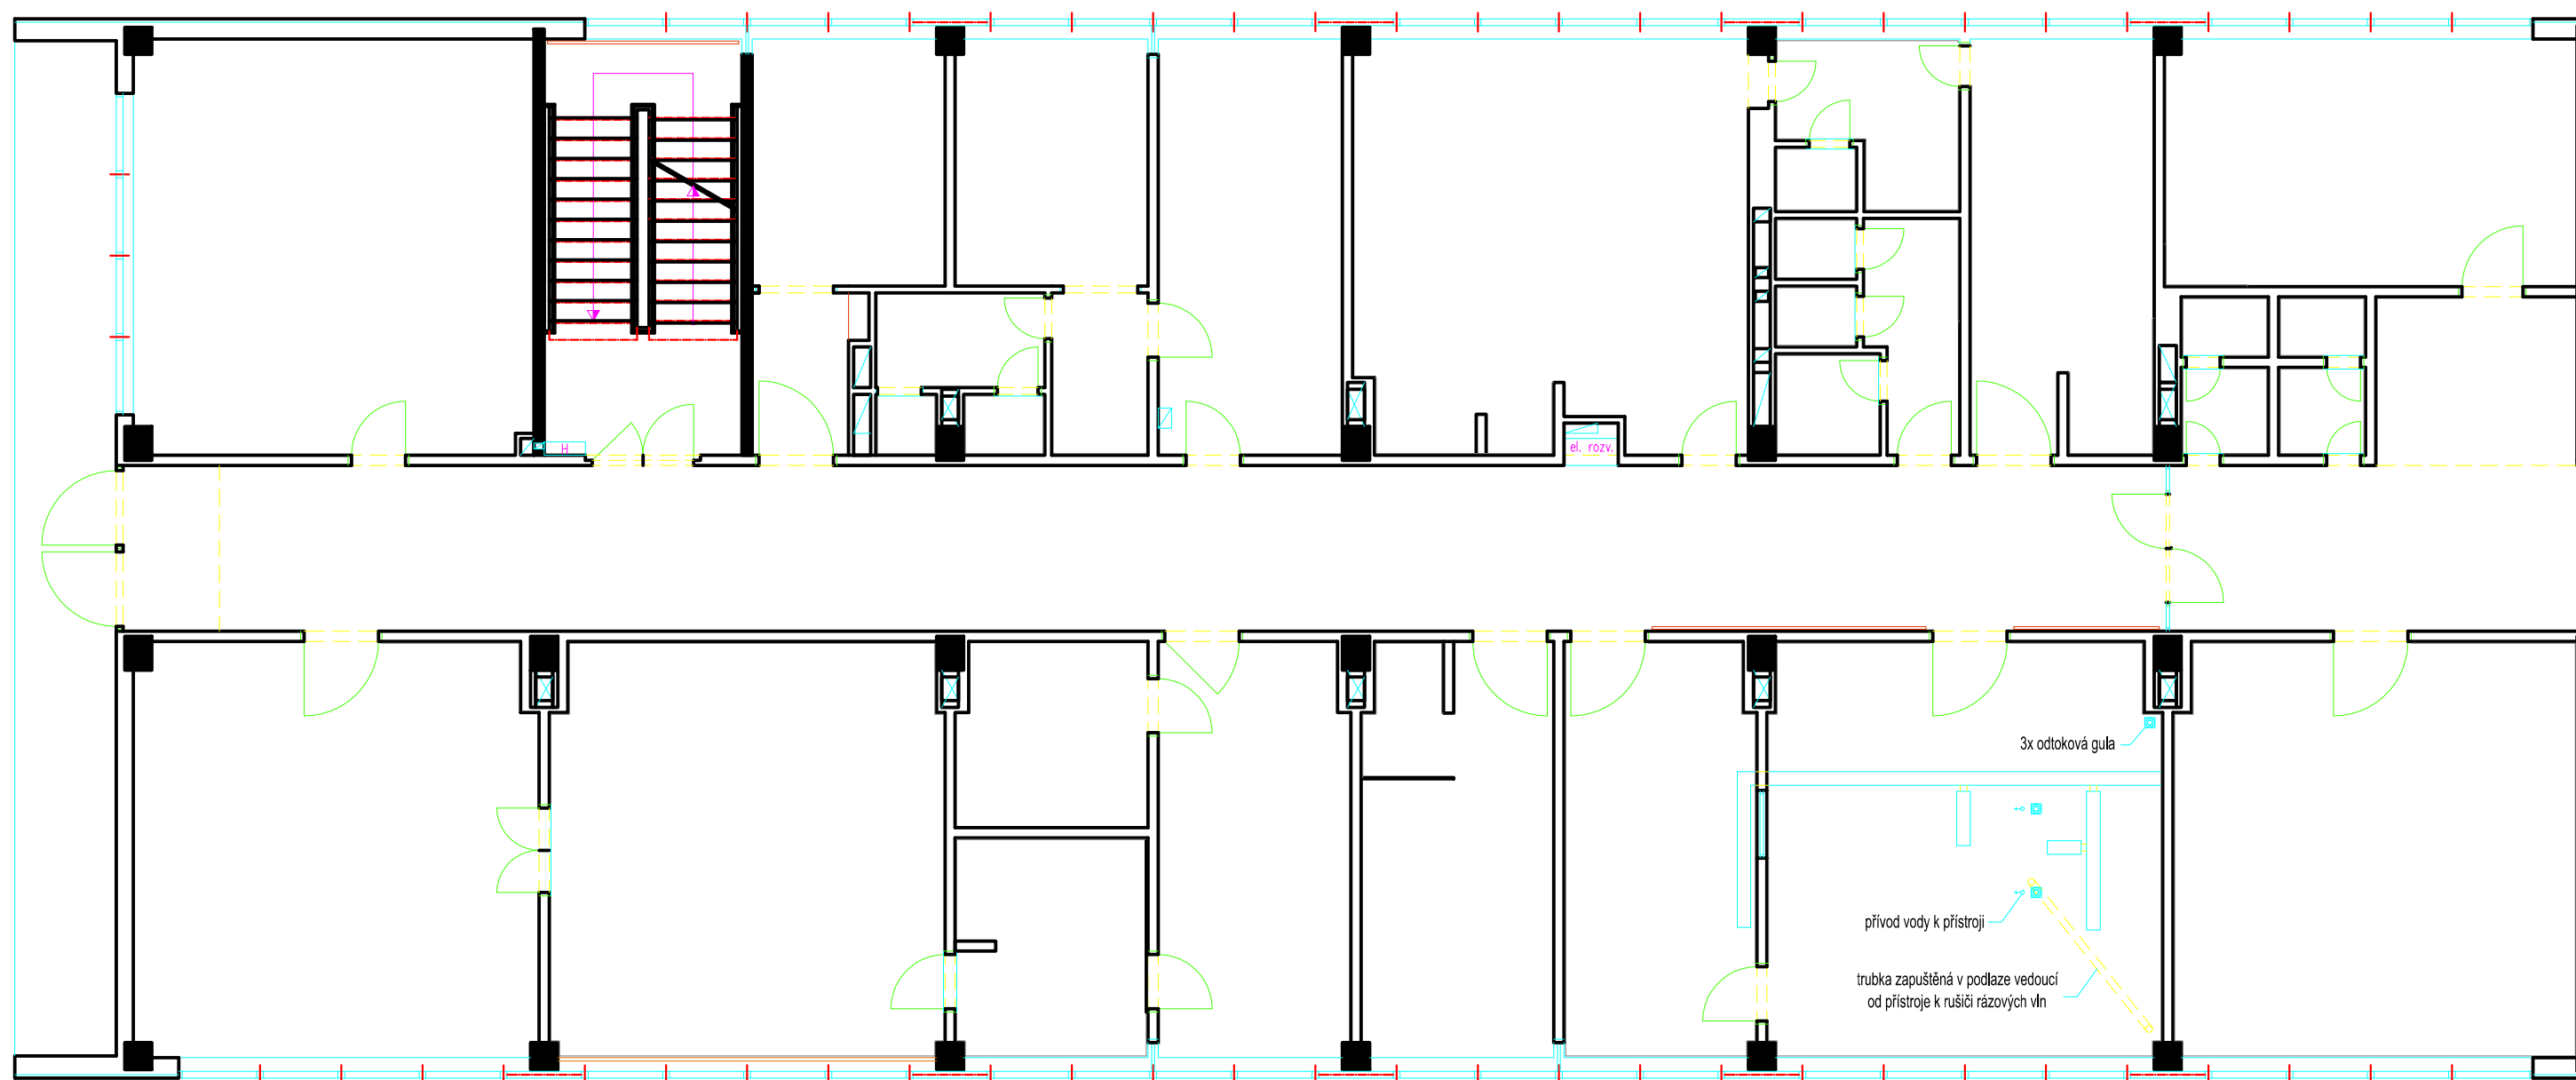 H
el. rozv.
3x odtoková gula
přívod vody k přístroji
trubka zapuštěná v podlaze vedoucí
od přístroje k rušiči rázových vln